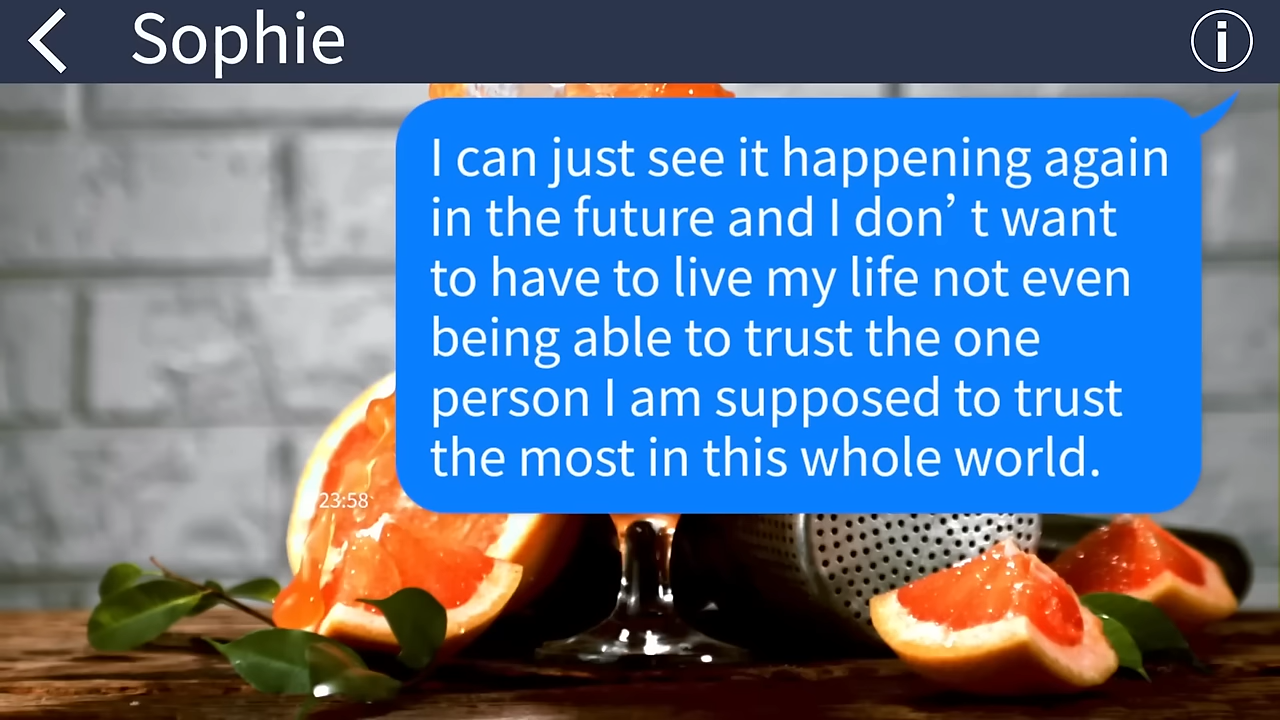 Sophie
I can just see it happening again
in the future and I don’ t want
to have to live my life not even
being able to trust the one
person I am supposed to trust
the most in this whole world.
23:58